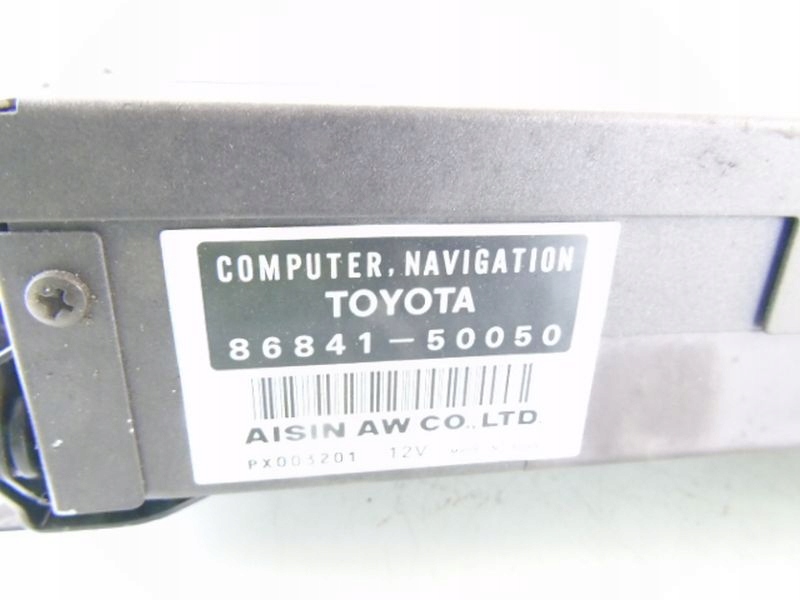 COMPUTER, NAVIGATION
TOYOTA
86841-50050
AISIN AW CO., LTD.
PX003201 12V